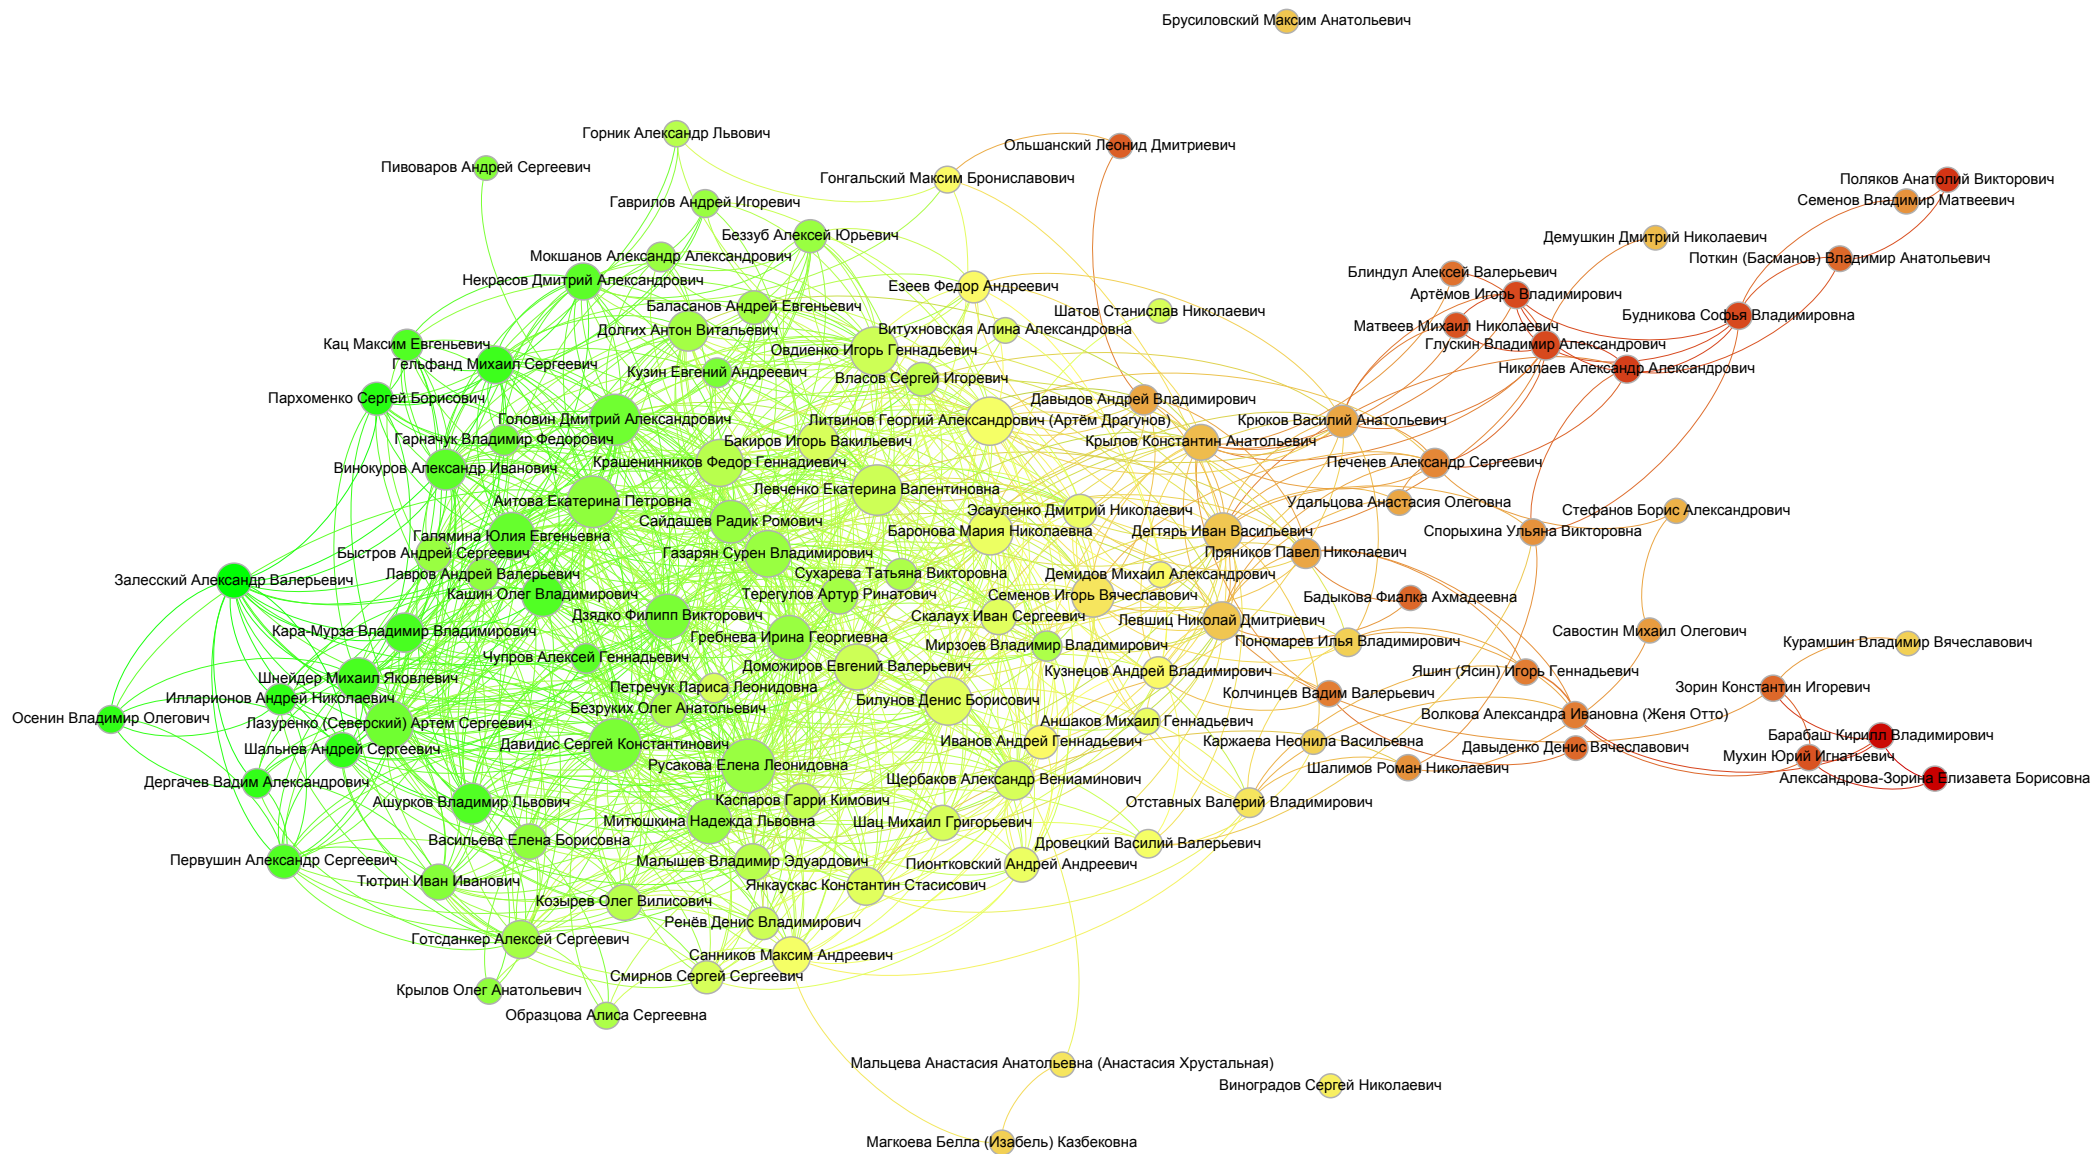 Брусиловский Максим Анатольевич
Горник Александр Львович
Ольшанский Леонид Дмитриевич
Пивоваров Андрей Сергеевич
Гонгальский Максим Брониславович
Поляков Анатолий Викторович
Семенов Владимир Матвеевич
Гаврилов Андрей Игоревич
Беззуб Алексей Юрьевич
Демушкин Дмитрий Николаевич
Мокшанов Александр Александрович
Поткин (Басманов) Владимир Анатольевич
Блиндул Алексей Валерьевич
Некрасов Дмитрий Александрович
Езеев Федор Андреевич
Артёмов Игорь Владимирович
Баласанов Андрей Евгеньевич
Шатов Станислав Николаевич
Будникова Софья Владимировна
Долгих Антон Витальевич
Витухновская Алина Александровна
Матвеев Михаил Николаевич
Кац Максим Евгеньевич
Овдиенко Игорь Геннадьевич
Глускин Владимир Александрович
Гельфанд Михаил Сергеевич
Кузин Евгений Андреевич
Власов Сергей Игоревич
Николаев Александр Александрович
Пархоменко Сергей Борисович
Давыдов Андрей Владимирович
Головин Дмитрий Александрович
Литвинов Георгий Александрович (Артём Драгунов)
Крюков Василий Анатольевич
Гарначук Владимир Федорович
Бакиров Игорь Вакильевич
Крылов Константин Анатольевич
Винокуров Александр Иванович
Крашенинников Федор Геннадиевич
Печенев Александр Сергеевич
Левченко Екатерина Валентиновна
Аитова Екатерина Петровна
Удальцова Анастасия Олеговна
Эсауленко Дмитрий Николаевич
Стефанов Борис Александрович
Сайдашев Радик Ромович
Галямина Юлия Евгеньевна
Баронова Мария Николаевна
Дегтярь Иван Васильевич
Спорыхина Ульяна Викторовна
Быстров Андрей Сергеевич
Газарян Сурен Владимирович
Пряников Павел Николаевич
Залесский Александр Валерьевич
Лавров Андрей Валерьевич
Сухарева Татьяна Викторовна
Демидов Михаил Александрович
Кашин Олег Владимирович
Терегулов Артур Ринатович
Семенов Игорь Вячеславович
Бадыкова Фиалка Ахмадеевна
Дзядко Филипп Викторович
Скалаух Иван Сергеевич
Левшиц Николай Дмитриевич
Кара-Мурза Владимир Владимирович
Гребнева Ирина Георгиевна
Мирзоев Владимир Владимирович
Пономарев Илья Владимирович
Савостин Михаил Олегович
Курамшин Владимир Вячеславович
Чупров Алексей Геннадьевич
Доможиров Евгений Валерьевич
Кузнецов Андрей Владимирович
Яшин (Ясин) Игорь Геннадьевич
Шнейдер Михаил Яковлевич
Петречук Лариса Леонидовна
Колчинцев Вадим Валерьевич
Зорин Константин Игоревич
Илларионов Андрей Николаевич
Безруких Олег Анатольевич
Билунов Денис Борисович
Осенин Владимир Олегович
Лазуренко (Северский) Артем Сергеевич
Аншаков Михаил Геннадьевич
Волкова Александра Ивановна (Женя Отто)
Шальнев Андрей Сергеевич
Давидис Сергей Константинович
Иванов Андрей Геннадьевич
Каржаева Неонила Васильевна
Барабаш Кирилл Владимирович
Русакова Елена Леонидовна
Давыденко Денис Вячеславович
Мухин Юрий Игнатьевич
Дергачев Вадим Александрович
Щербаков Александр Вениаминович
Шалимов Роман Николаевич
Александрова-Зорина Елизавета Борисовна
Ашурков Владимир Львович
Каспаров Гарри Кимович
Отставных Валерий Владимирович
Митюшкина Надежда Львовна
Шац Михаил Григорьевич
Васильева Елена Борисовна
Дровецкий Василий Валерьевич
Первушин Александр Сергеевич
Малышев Владимир Эдуардович
Пионтковский Андрей Андреевич
Тютрин Иван Иванович
Янкаускас Константин Стасисович
Козырев Олег Вилисович
Ренёв Денис Владимирович
Готсданкер Алексей Сергеевич
Санников Максим Андреевич
Смирнов Сергей Сергеевич
Крылов Олег Анатольевич
Образцова Алиса Сергеевна
Мальцева Анастасия Анатольевна (Анастасия Хрустальная)
Виноградов Сергей Николаевич
Магкоева Белла (Изабель) Казбековна